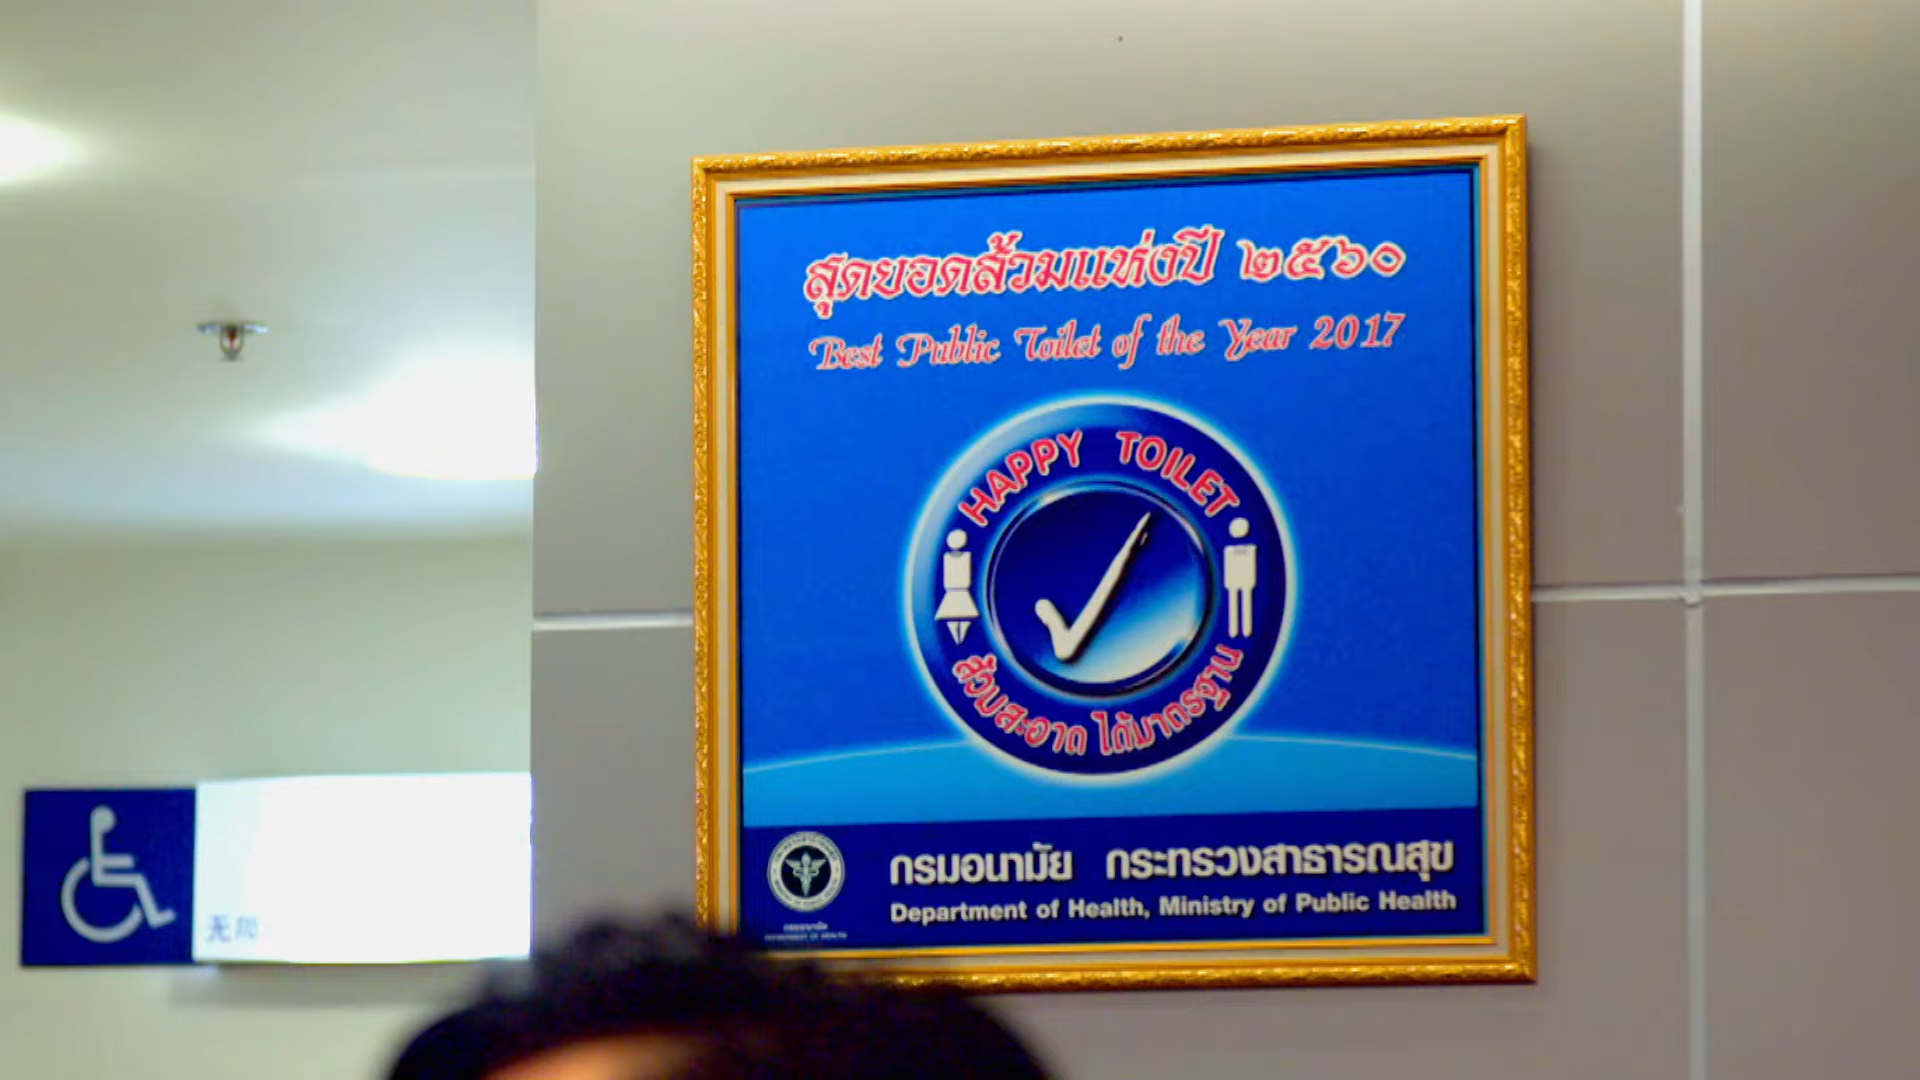 สุดยอดส้วมแห่งปี ๒๕๖๐
Best Public Toilet of the Year 2017
HAPPY TOILET
ส้วมสะอาด ได้มาตรฐาน
กรมอนามัย กระทรวงสาธารณสุข
Department of Health, Ministry of Public Health